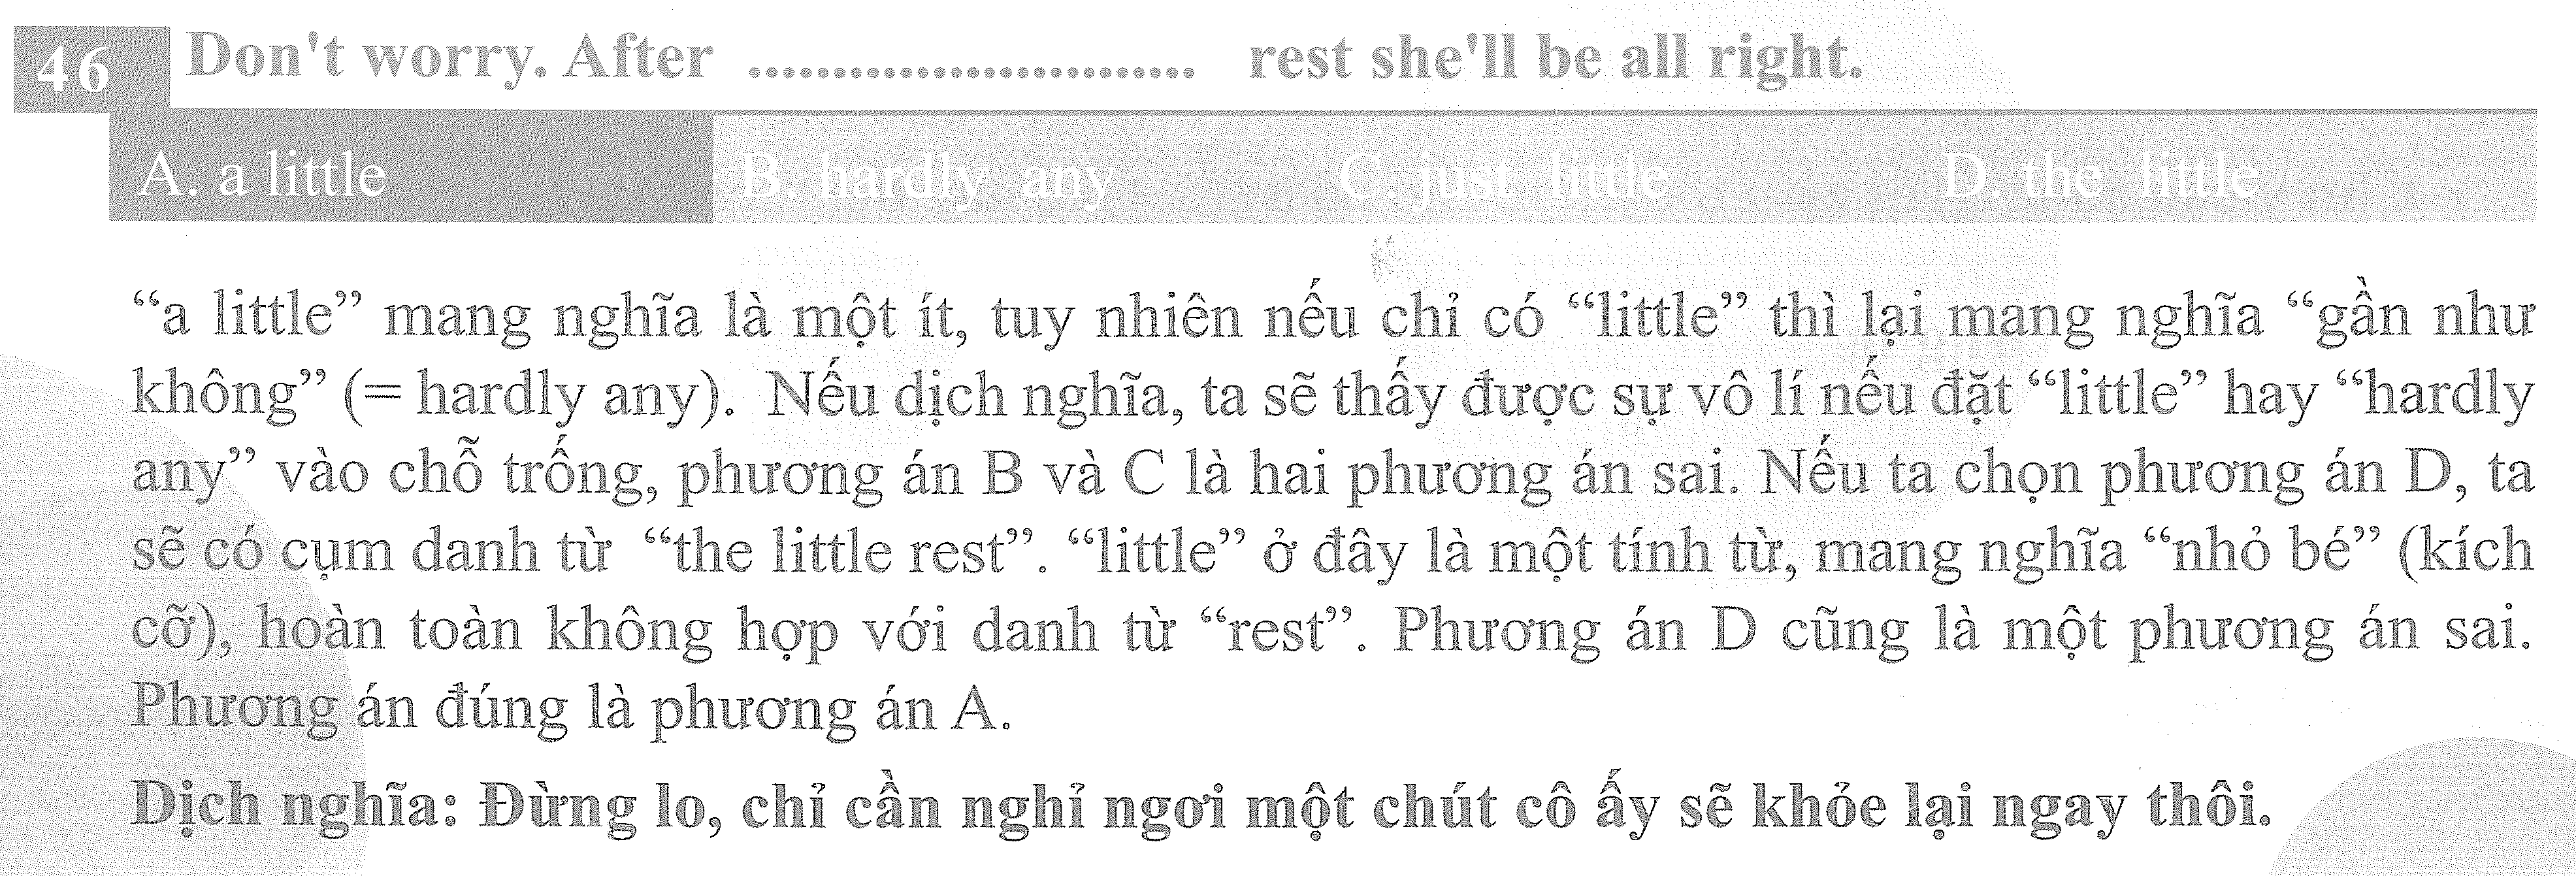 46 Don't worry. After .......................... rest she'll be all right.
A. a little B. hardly any C. just little D. the little
“a little” mang nghĩa là một ít, tuy nhiên nếu chỉ có “little” thì lại mang nghĩa “gần như
không” (= hardly any). Nếu dịch nghĩa, ta sẽ thấy được sự vô lí nếu đặt “little” hay “hardly
any” vào chỗ trống, phương án B và C là hai phương án sai. Nếu ta chọn phương án D, ta
sẽ có cụm danh từ “the little rest”. “little” ở đây là một tính từ, mang nghĩa “nhỏ bé” (kích
cỡ), hoàn toàn không hợp với danh từ “rest”. Phương án D cũng là một phương án sai.
Phương án đúng là phương án A.
Dịch nghĩa: Đừng lo, chỉ cần nghỉ ngơi một chút cô ấy sẽ khỏe lại ngay thôi.